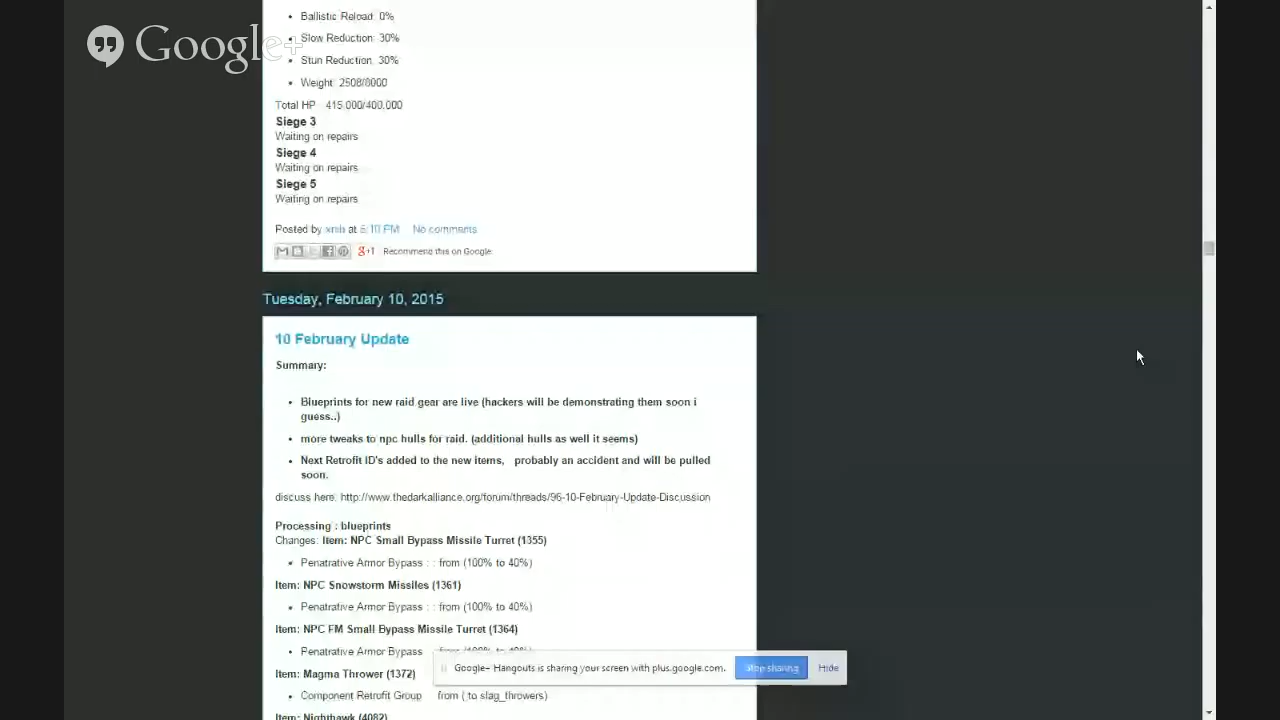 Google+
Ballistic Reload: 0%
Slow Reduction: 30%
Stun Reduction: 30%
Weight: 2508/8000
Total HP 415,000/400,000
Siege 3
Waiting on repairs
Siege 4
Waiting on repairs
Siege 5
Waiting on repairs
Posted by at 5:10 PM No comments
g+1 Recommend this on Google
Tuesday, February 10, 2015
10 February Update
Summary:
Blueprints for new raid gear are live (hackers will be demonstrating them soon i
guess..)
more tweaks to npc hulls for raid. (additional hulls as well it seems)
Next Retrofit ID's added to the new items, probably an accident and will be pulled
soon.
discuss here: http://www.thedarkalliance.org/forum/threads/96-10-February-Update-Discussion
Processing : blueprints
Changes: Item: NPC Small Bypass Missile Turret (1355)
Penatrative Armor Bypass : : from (100% to 40%)
Item: NPC Snowstorm Missiles (1361)
Penatrative Armor Bypass : : from (100% to 40%)
Item: NPC FM Small Bypass Missile Turret (1364)
Penatrative Armor Bypass from (100% to 40%)
Google+ Hangouts is sharing your screen with plus.google.com. Stop sharing Hide
Item: Magma Thrower (1372)
Component Retrofit Group from ( to slag_throwers)
Item: Nighthawk (4082)